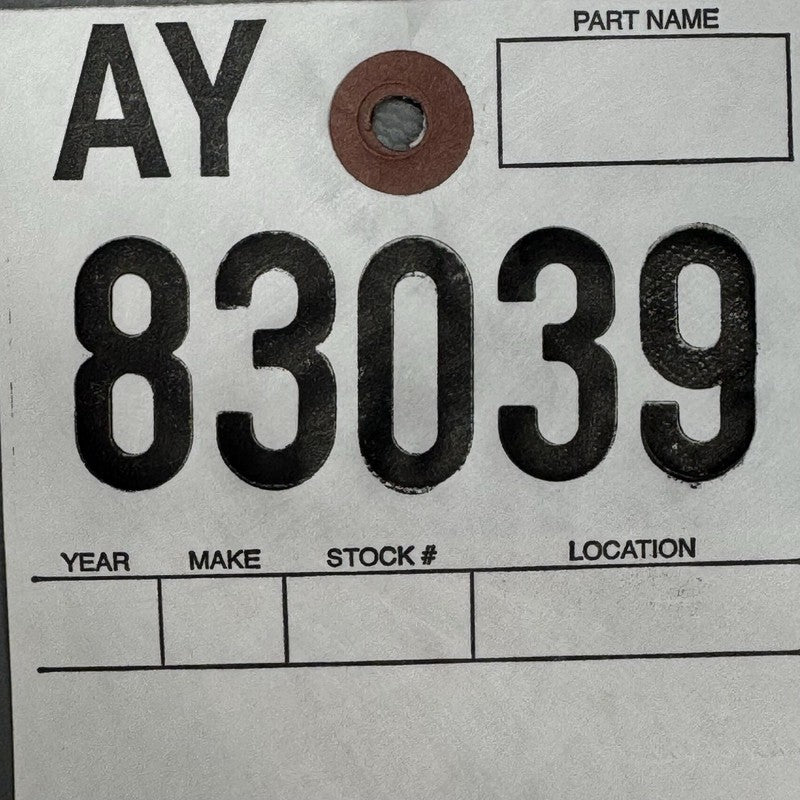 AY
PART NAME
83039
YEAR MAKE STOCK # LOCATION